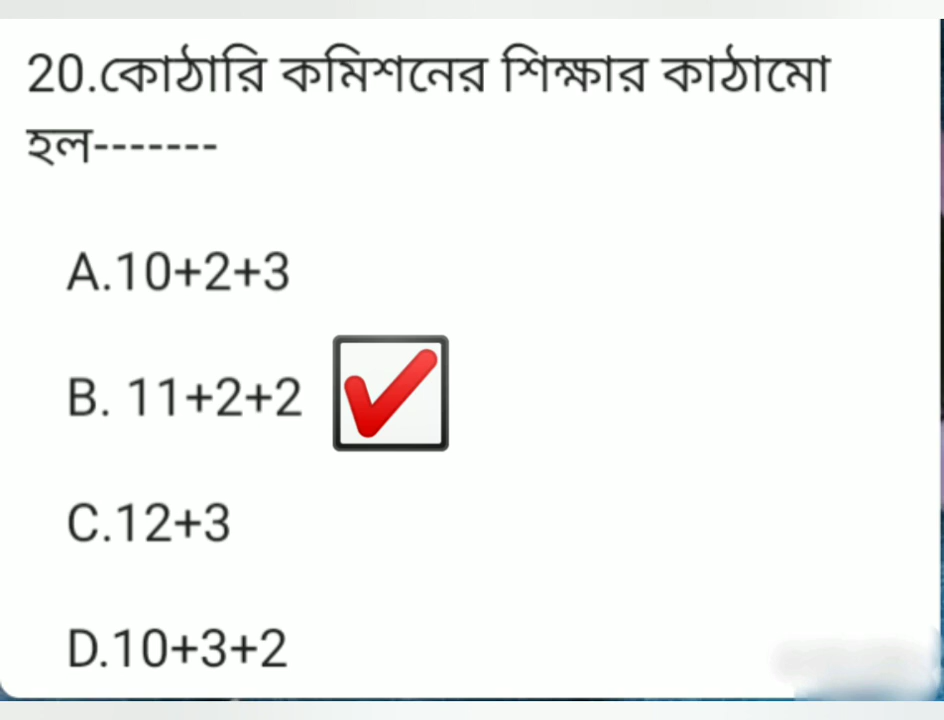 20.কোঠারি কমিশনের শিক্ষার কাঠামো
হল-------
A.10+2+3
B. 11+2+2
C.12+3
D.10+3+2